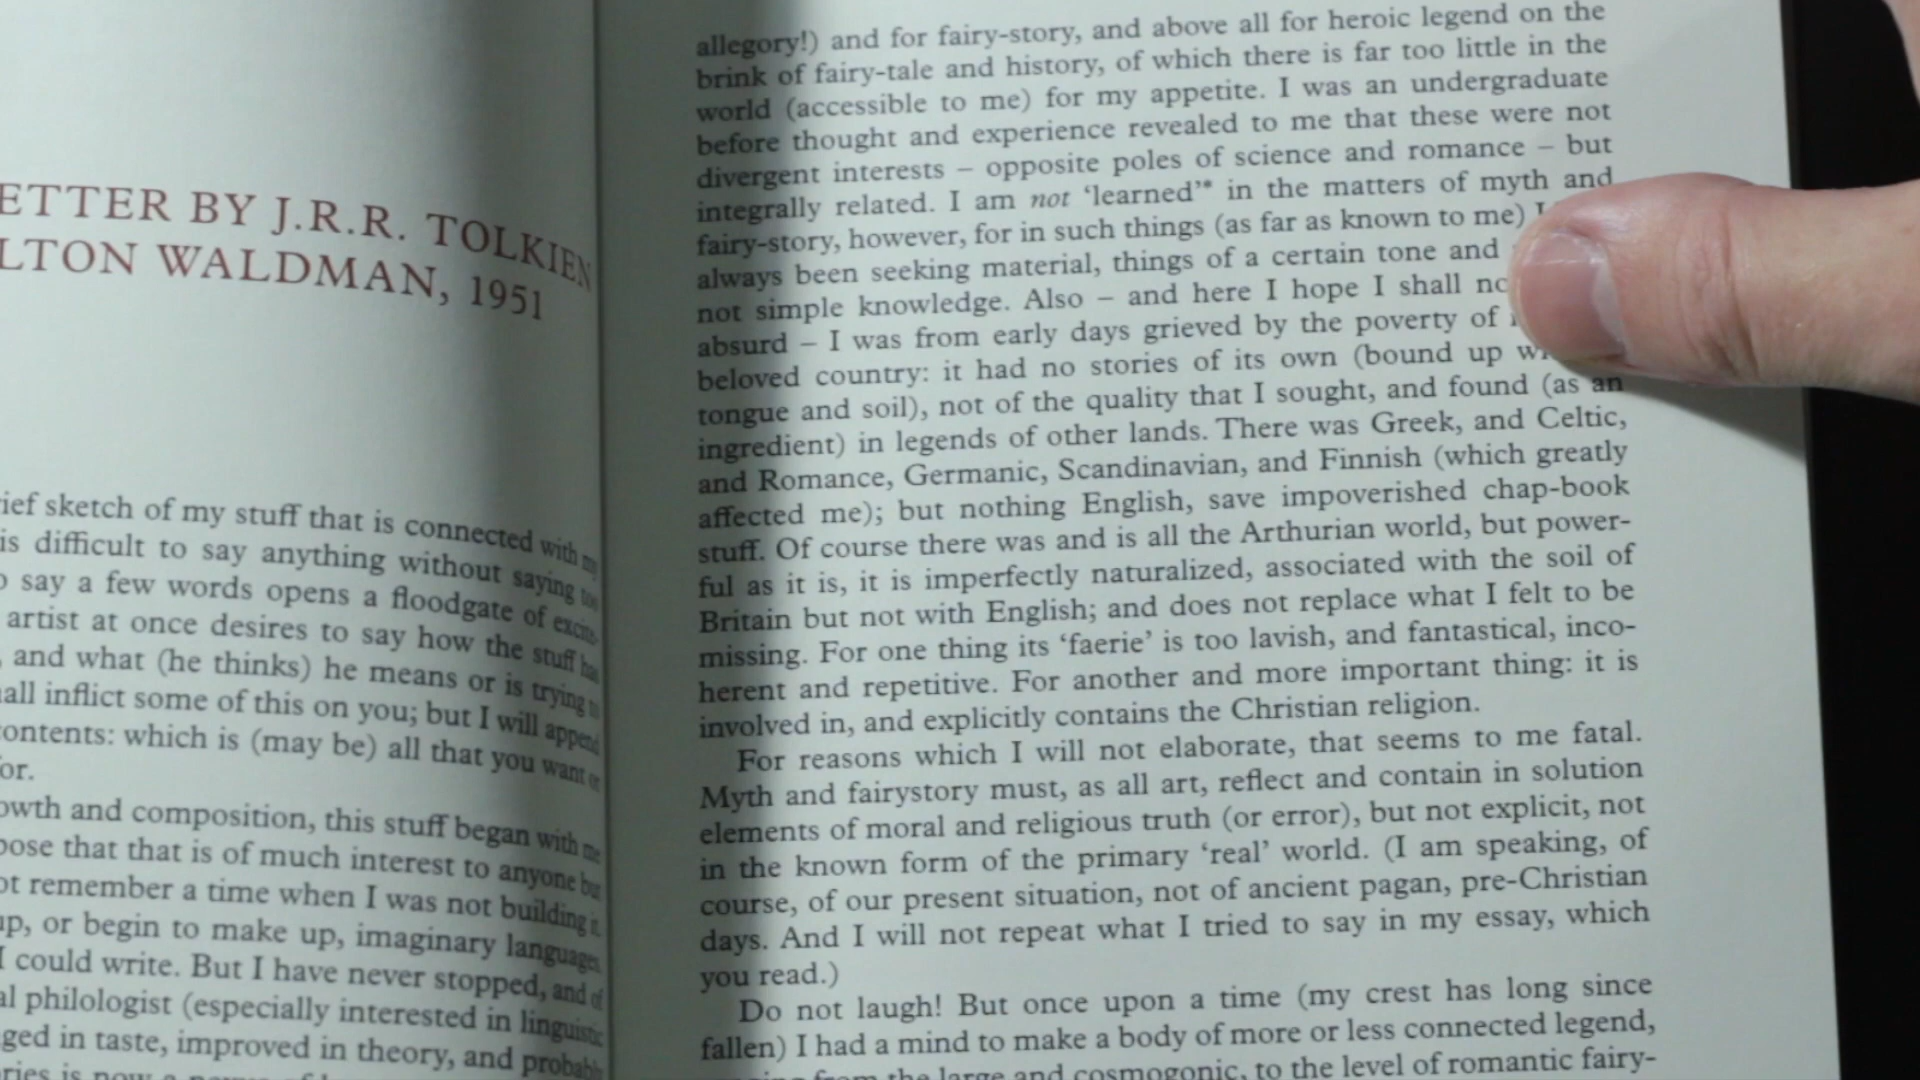 ETTER BY J.R.R. TOLKIEN
LTON WALDMAN, 1951
ief sketch of my stuff that is connected with my
is difficult to say anything without saying too
say a few words opens a floodgate of excite-
artist at once desires to say how the stuff has
, and what (he thinks) he means or is trying to
all inflict some of this on you; but I will append
ontents: which is (may be) all that you want or
or.
owth and composition, this stuff began with me
pose that that is of much interest to anyone but
ot remember a time when I was not building it.
up, or begin to make up, imaginary languages
I could write. But I have never stopped, and of
al philologist (especially interested in linguistic
ged in taste, improved in theory, and probably
allegory!) and for fairy-story, and above all for heroic legend on the
brink of fairy-tale and history, of which there is far too little in the
world (accessible to me) for my appetite. I was an undergraduate
before thought and experience revealed to me that these were not
divergent interests – opposite poles of science and romance – but
integrally related. I am not ‘learned’* in the matters of myth and
fairy-story, however, for in such things (as far as known to me) I
always been seeking material, things of a certain tone and
not simple knowledge. Also – and here I hope I shall
absurd – I was from early days grieved by the poverty of
beloved country: it had no stories of its own (bound up
tongue and soil), not of the quality that I sought, and found (as an
ingredient) in legends of other lands. There was Greek, and Celtic,
and Romance, Germanic, Scandinavian, and Finnish (which greatly
affected me); but nothing English, save impoverished chap-book
stuff. Of course there was and is all the Arthurian world, but power-
ful as it is, it is imperfectly naturalized, associated with the soil of
Britain but not with English; and does not replace what I felt to be
missing. For one thing its ‘faerie’ is too lavish, and fantastical, inco-
herent and repetitive. For another and more important thing: it is
involved in, and explicitly contains the Christian religion.
For reasons which I will not elaborate, that seems to me fatal.
Myth and fairystory must, as all art, reflect and contain in solution
elements of moral and religious truth (or error), but not explicit, not
in the known form of the primary ‘real’ world. (I am speaking, of
course, of our present situation, not of ancient pagan, pre-Christian
days. And I will not repeat what I tried to say in my essay, which
you read.)
Do not laugh! But once upon a time (my crest has long since
fallen) I had a mind to make a body of more or less connected legend,
from the large and cosmogonic, to the level of romantic fairy-